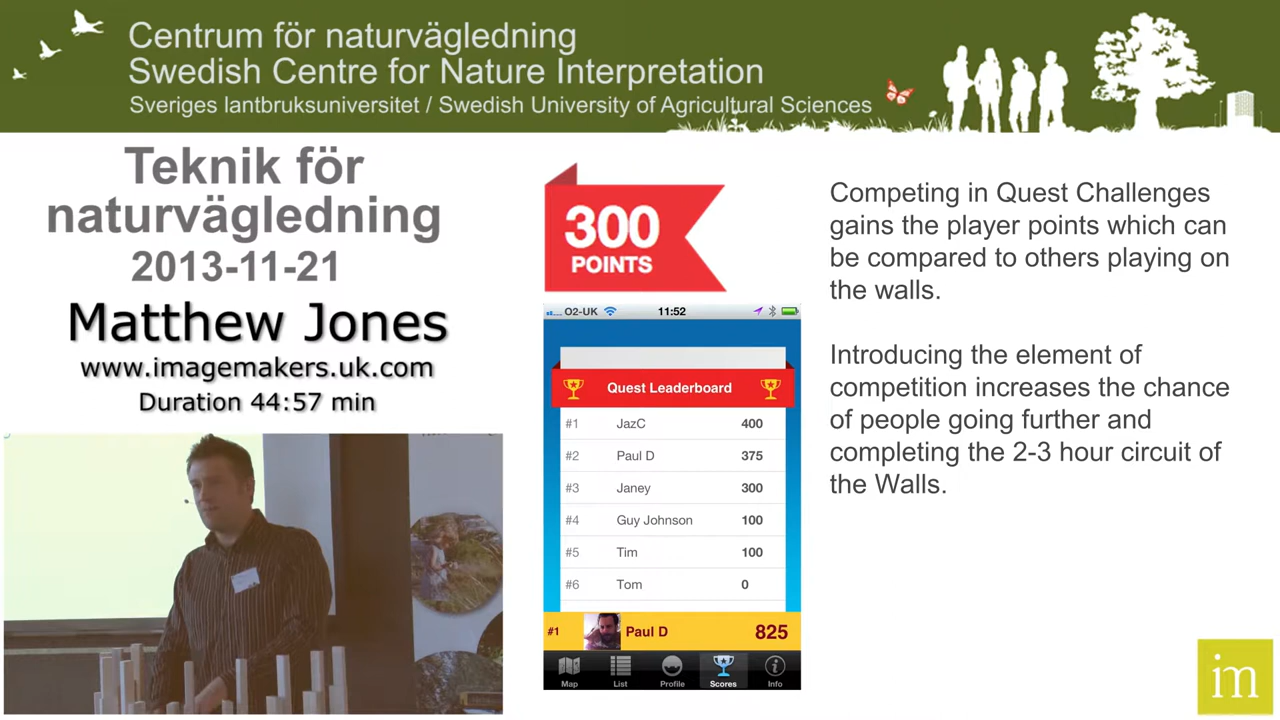 Centrum för naturvägledning
Swedish Centre for Nature Interpretation
Sveriges lantbruksuniversitet / Swedish University of Agricultural Sciences
Teknik för
naturvägledning
2013-11-21
Matthew Jones
www.imagemakers.uk.com
Duration 44:57 min
300
POINTS
O2-UK 11:52
Quest Leaderboard
#1 JazC 400
#2 Paul D 375
#3 Janey 300
#4 Guy Johnson 100
#5 Tim 100
#6 Tom 0
#1 Paul D 825
Map List Profile Scores Info
Competing in Quest Challenges
gains the player points which can
be compared to others playing on
the walls.
Introducing the element of
competition increases the chance
of people going further and
completing the 2-3 hour circuit of
the Walls.
im